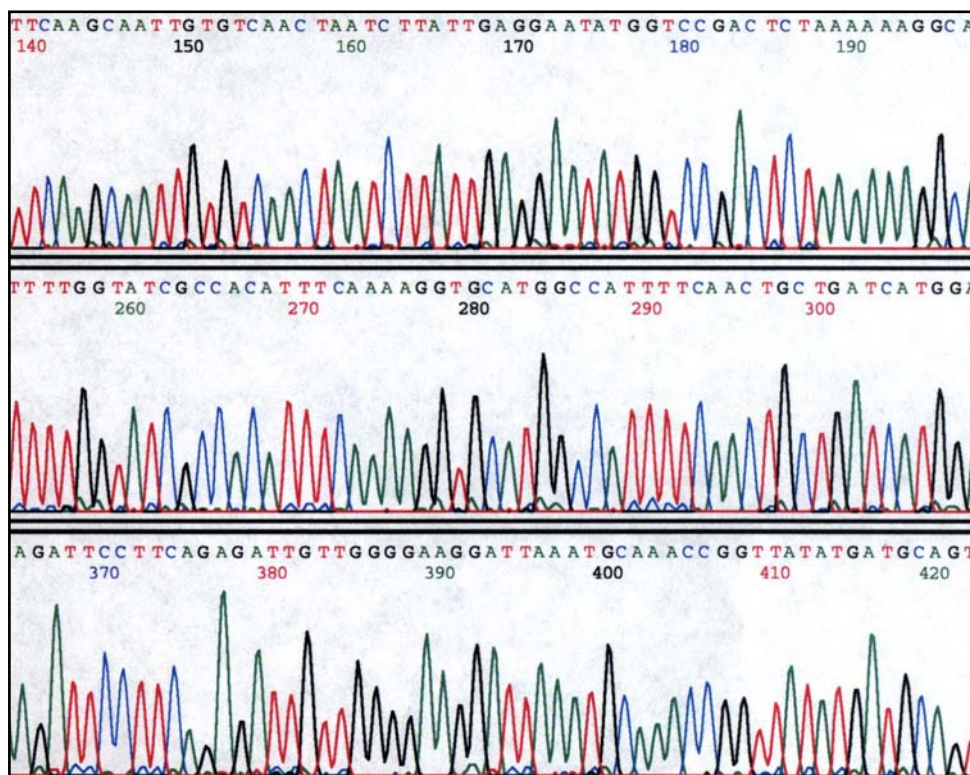 TTCAAGCAATTGTGTCAACTAATCTTATTGAGGAATATGGTCCGACTCTAAAAAAGGCA
140 150 160 170 180 190
TTTTGGTATCGCCACATTTCAAAAGGTGCATGGCCATTTTCAACTGCTGATCATGGA
260 270 280 290 300
AGATTCCTTCAGAGATTGTTGGGGAAGGATTAAATGCAAACCGGTTATATGATGCAGT
370 380 390 400 410 420